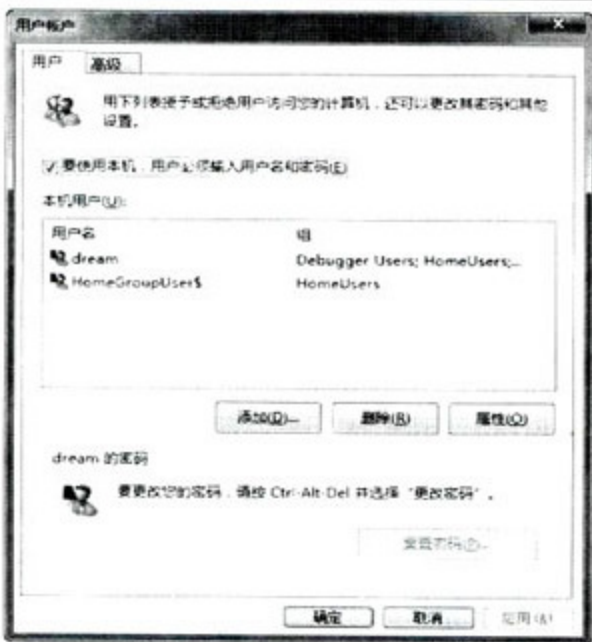 用户帐户
用户 高级
用下列表授予或拒绝用户访问您的计算机，还可以更改其密码和其他
设置。
要使用本机，用户必须输入用户名和密码(E)
本机用户(U):
用户名 组
dream Debugger Users; HomeUsers;...
HomeGroupUser$ HomeUsers
添加(D)... 删除(R) 属性(O)
dream 的密码
要更改您的密码，请按 Ctrl-Alt-Del 并选择“更改密码”。
重置密码(P)...
确定 取消 应用(A)